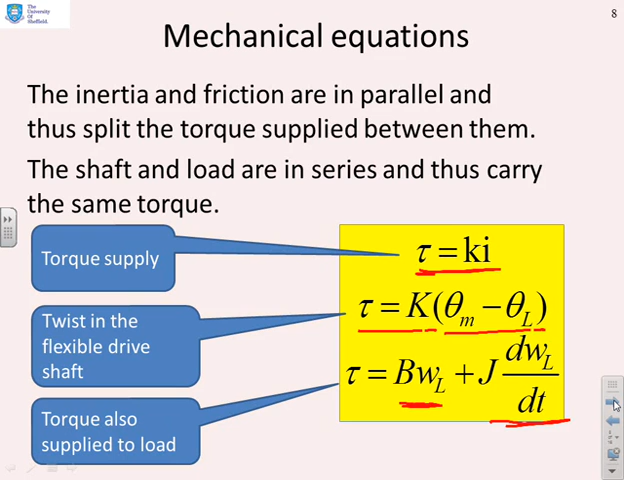 The
University
Of
Sheffield.
8
Mechanical equations
The inertia and friction are in parallel and
thus split the torque supplied between them.
The shaft and load are in series and thus carry
the same torque.
Torque supply
τ = ki
Twist in the
flexible drive
shaft
τ = K(θₘ − θ_L)
τ = Bw_L + J dw_L/dt
Torque also
supplied to load